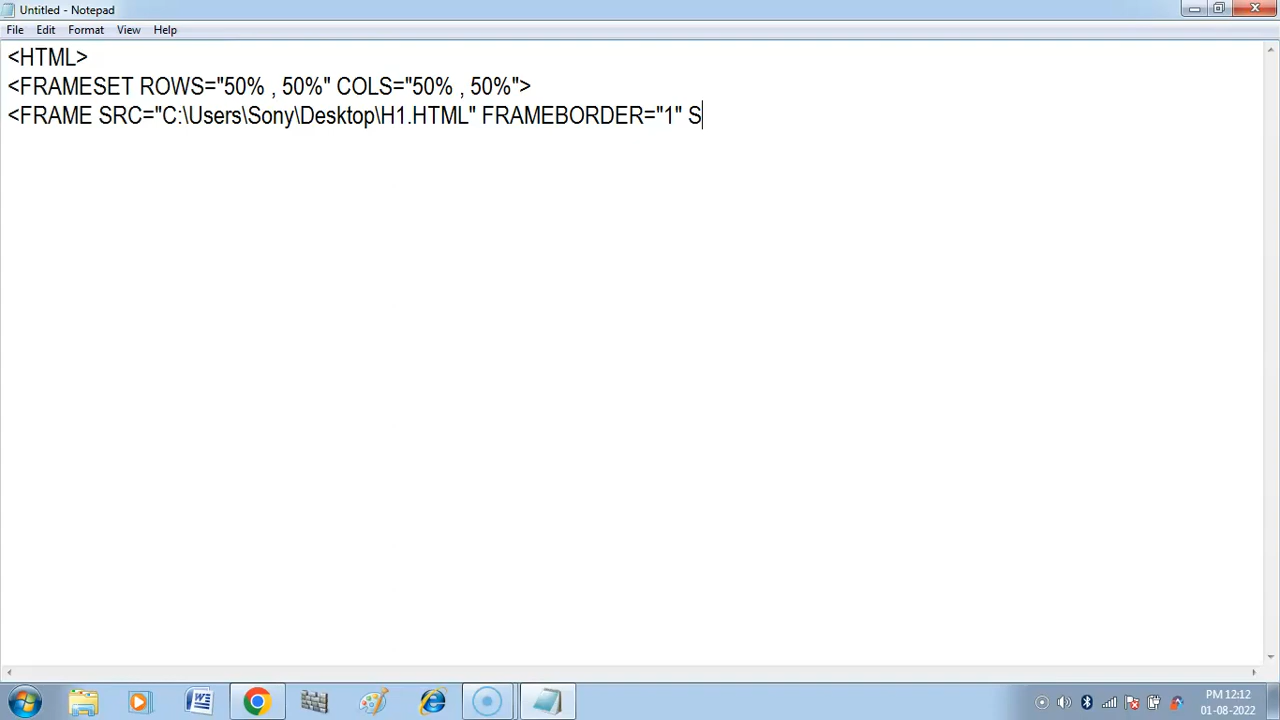 Untitled - Notepad
File Edit Format View Help
<HTML>
<FRAMESET ROWS="50% , 50%" COLS="50% , 50%">
<FRAME SRC="C:\Users\Sony\Desktop\H1.HTML" FRAMEBORDER="1" S
PM 12:12
01-08-2022